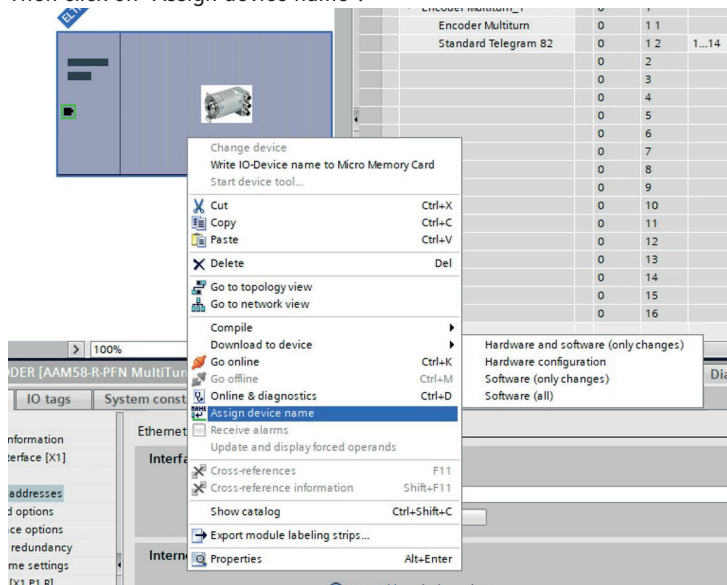 Then click on "Assign device name".
Encoder Multiturn_1 0 1
Encoder Multiturn 0 1 1
Standard Telegram 82 0 1 2 1...14
0 2
0 3
0 4
0 5
0 6
0 7
0 8
0 9
0 10
0 11
0 12
0 13
0 14
0 15
0 16
Change device
Write IO-Device name to Micro Memory Card
Start device tool...
Cut Ctrl+X
Copy Ctrl+C
Paste Ctrl+V
Delete Del
Go to topology view
Go to network view
Compile
Download to device
Go online Ctrl+K
Go offline Ctrl+M
Online & diagnostics Ctrl+D
Assign device name
Receive alarms
Update and display forced operands
Cross-references F11
Cross-reference information Shift+F11
Show catalog Ctrl+Shift+C
Export module labeling strips...
Properties Alt+Enter
Hardware and software (only changes)
Hardware configuration
Software (only changes)
Software (all)
> 100%
DER [AAM58-R-PFN MultiTur
Dia
IO tags System const
nformation
terface [X1]
addresses
d options
ce options
redundancy
me settings
[X1 P1 R]
Ethernet
Interfa
Intern